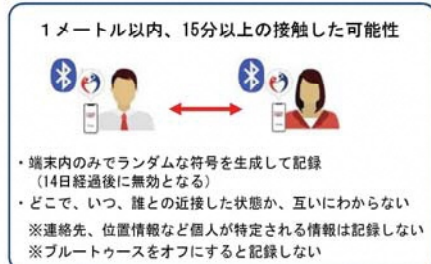 1メートル以内、15分以上の接触した可能性
・端末内のみでランダムな符号を生成して記録
（14日経過後に無効となる）
・どこで、いつ、誰との近接した状態か、互いにわからない
※連絡先、位置情報など個人が特定される情報は記録しない
※ブルートゥースをオフにすると記録しない